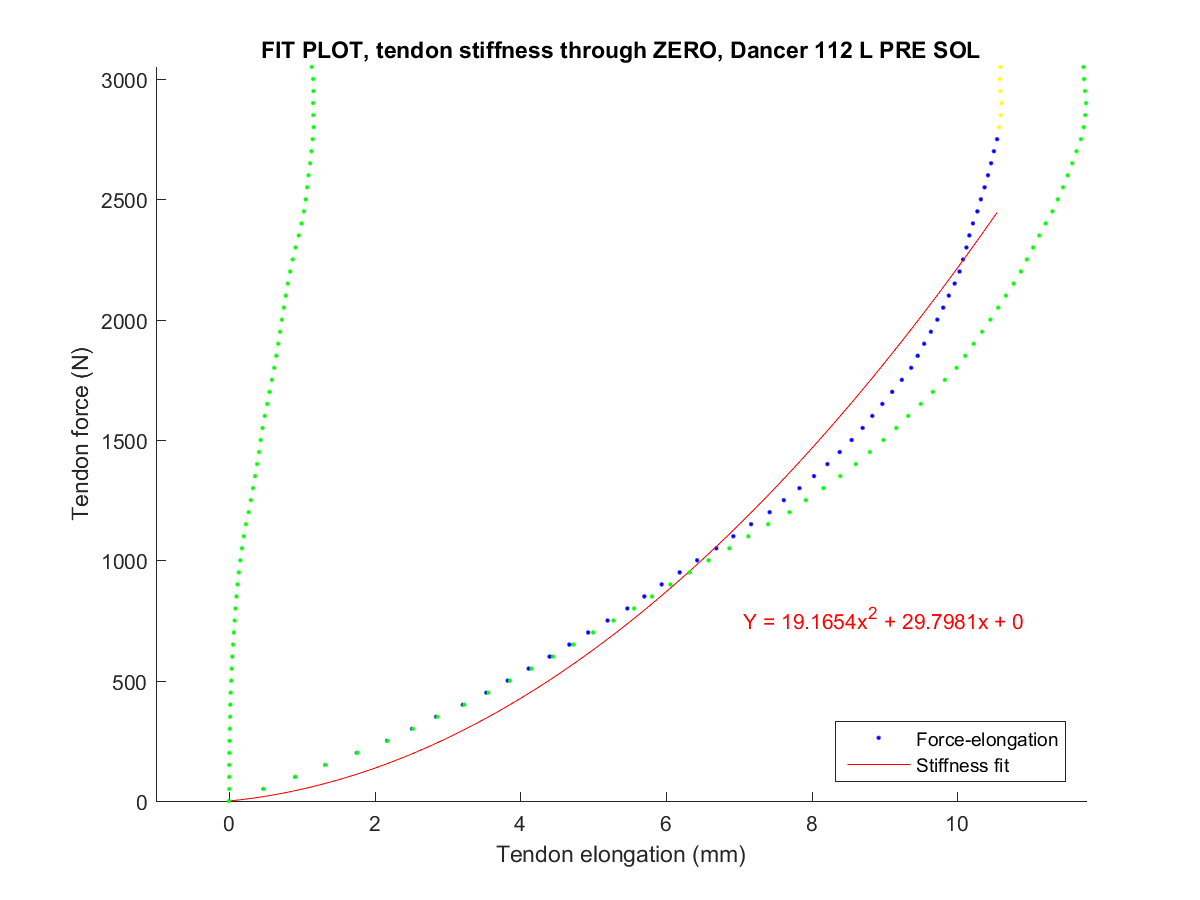 FIT PLOT, tendon stiffness through ZERO, Dancer 112 L PRE SOL
3000
2500
2000
1500
1000
500
0
Tendon force (N)
Y = 19.1654x² + 29.7981x + 0
Force-elongation
Stiffness fit
0 2 4 6 8 10
Tendon elongation (mm)